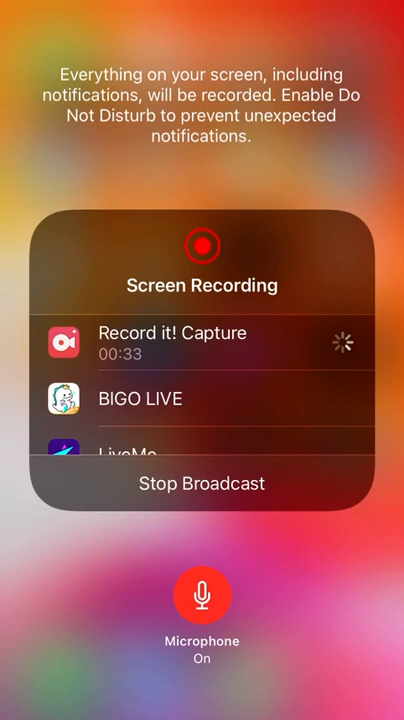 Everything on your screen, including
notifications, will be recorded. Enable Do
Not Disturb to prevent unexpected
notifications.
Screen Recording
Record it! Capture
00:33
BIGO LIVE
LiveMe
Stop Broadcast
Microphone
On